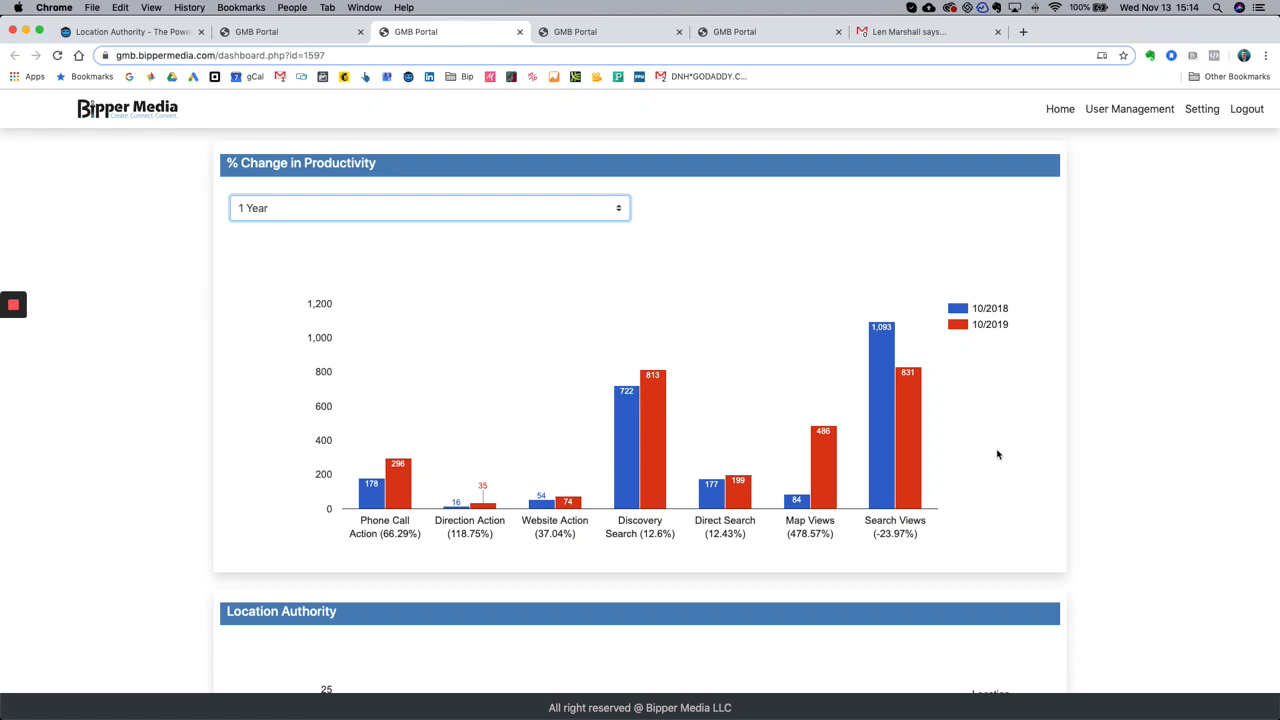 Chrome File Edit View History Bookmarks People Tab Window Help 100% Wed Nov 13 15:14
Location Authority - The Powe GMB Portal GMB Portal GMB Portal GMB Portal Len Marshall says...
gmb.bippermedia.com/dashboard.php?id=1597
Apps Bookmarks gCal Bip DNH*GODADDY.C... Other Bookmarks
Bipper Media
Create. Connect. Convert.
Home User Management Setting Logout
% Change in Productivity
1 Year
1,200
1,000
800
600
400
200
0
10/2018
10/2019
178 296 16 35 54 74 722 813 177 199 84 486 1,093 831
Phone Call Direction Action Website Action Discovery Direct Search Map Views Search Views
Action (66.29%) (118.75%) (37.04%) Search (12.6%) (12.43%) (478.57%) (-23.97%)
Location Authority
25
All right reserved @ Bipper Media LLC